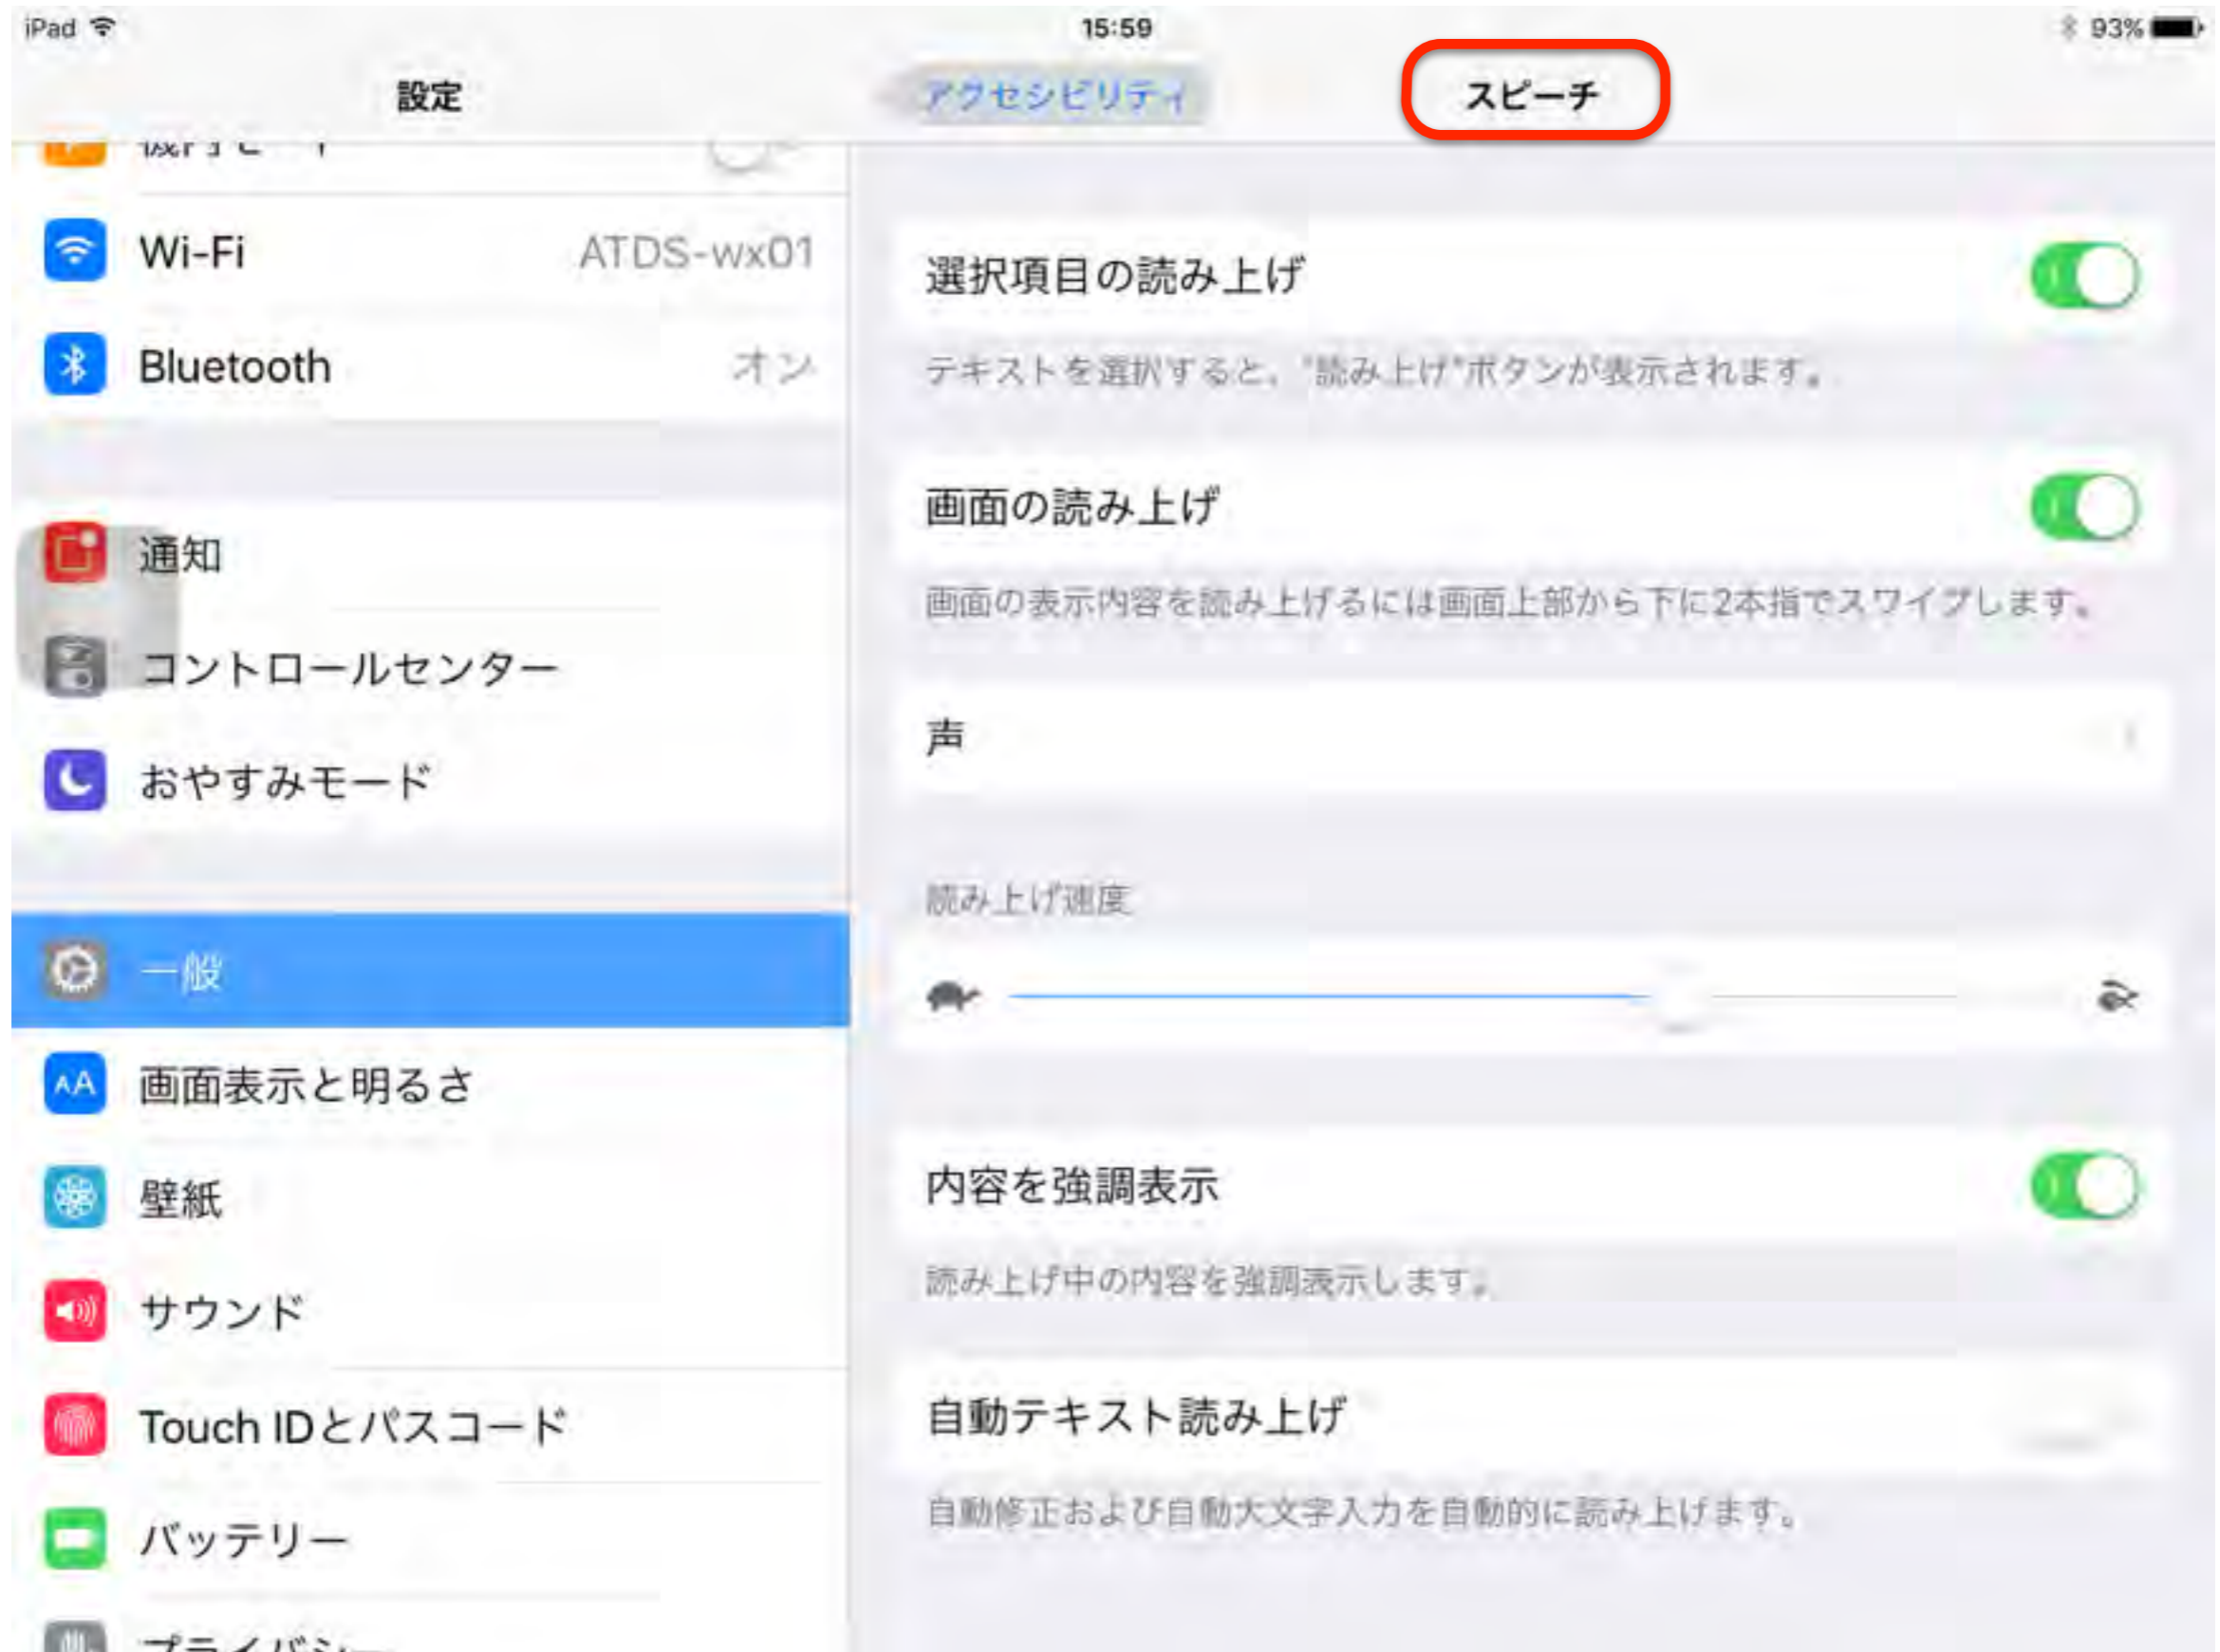 iPad
15:59
93%
設定
アクセシビリティ
スピーチ
Wi-Fi
ATDS-wx01
Bluetooth
オン
通知
コントロールセンター
おやすみモード
一般
AA
画面表示と明るさ
壁紙
サウンド
Touch IDとパスコード
バッテリー
プライバシー
選択項目の読み上げ
テキストを選択すると、"読み上げ"ボタンが表示されます。
画面の読み上げ
画面の表示内容を読み上げるには画面上部から下に2本指でスワイプします。
声
読み上げ速度
内容を強調表示
読み上げ中の内容を強調表示します。
自動テキスト読み上げ
自動修正および自動大文字入力を自動的に読み上げます。